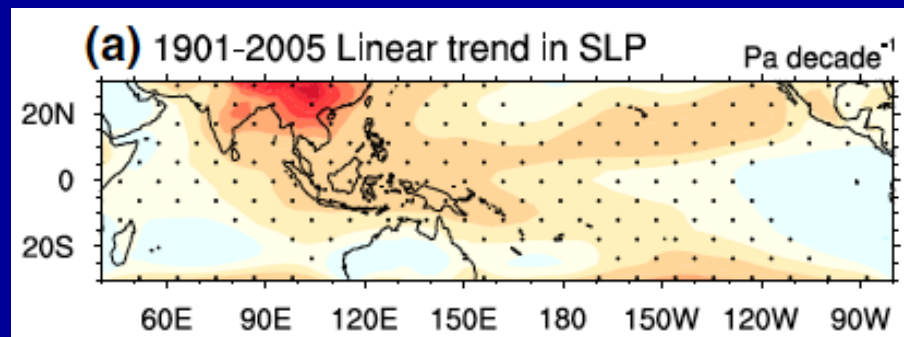 (a) 1901-2005 Linear trend in SLP Pa decade⁻¹
20N
0
20S
60E 90E 120E 150E 180 150W 120W 90W